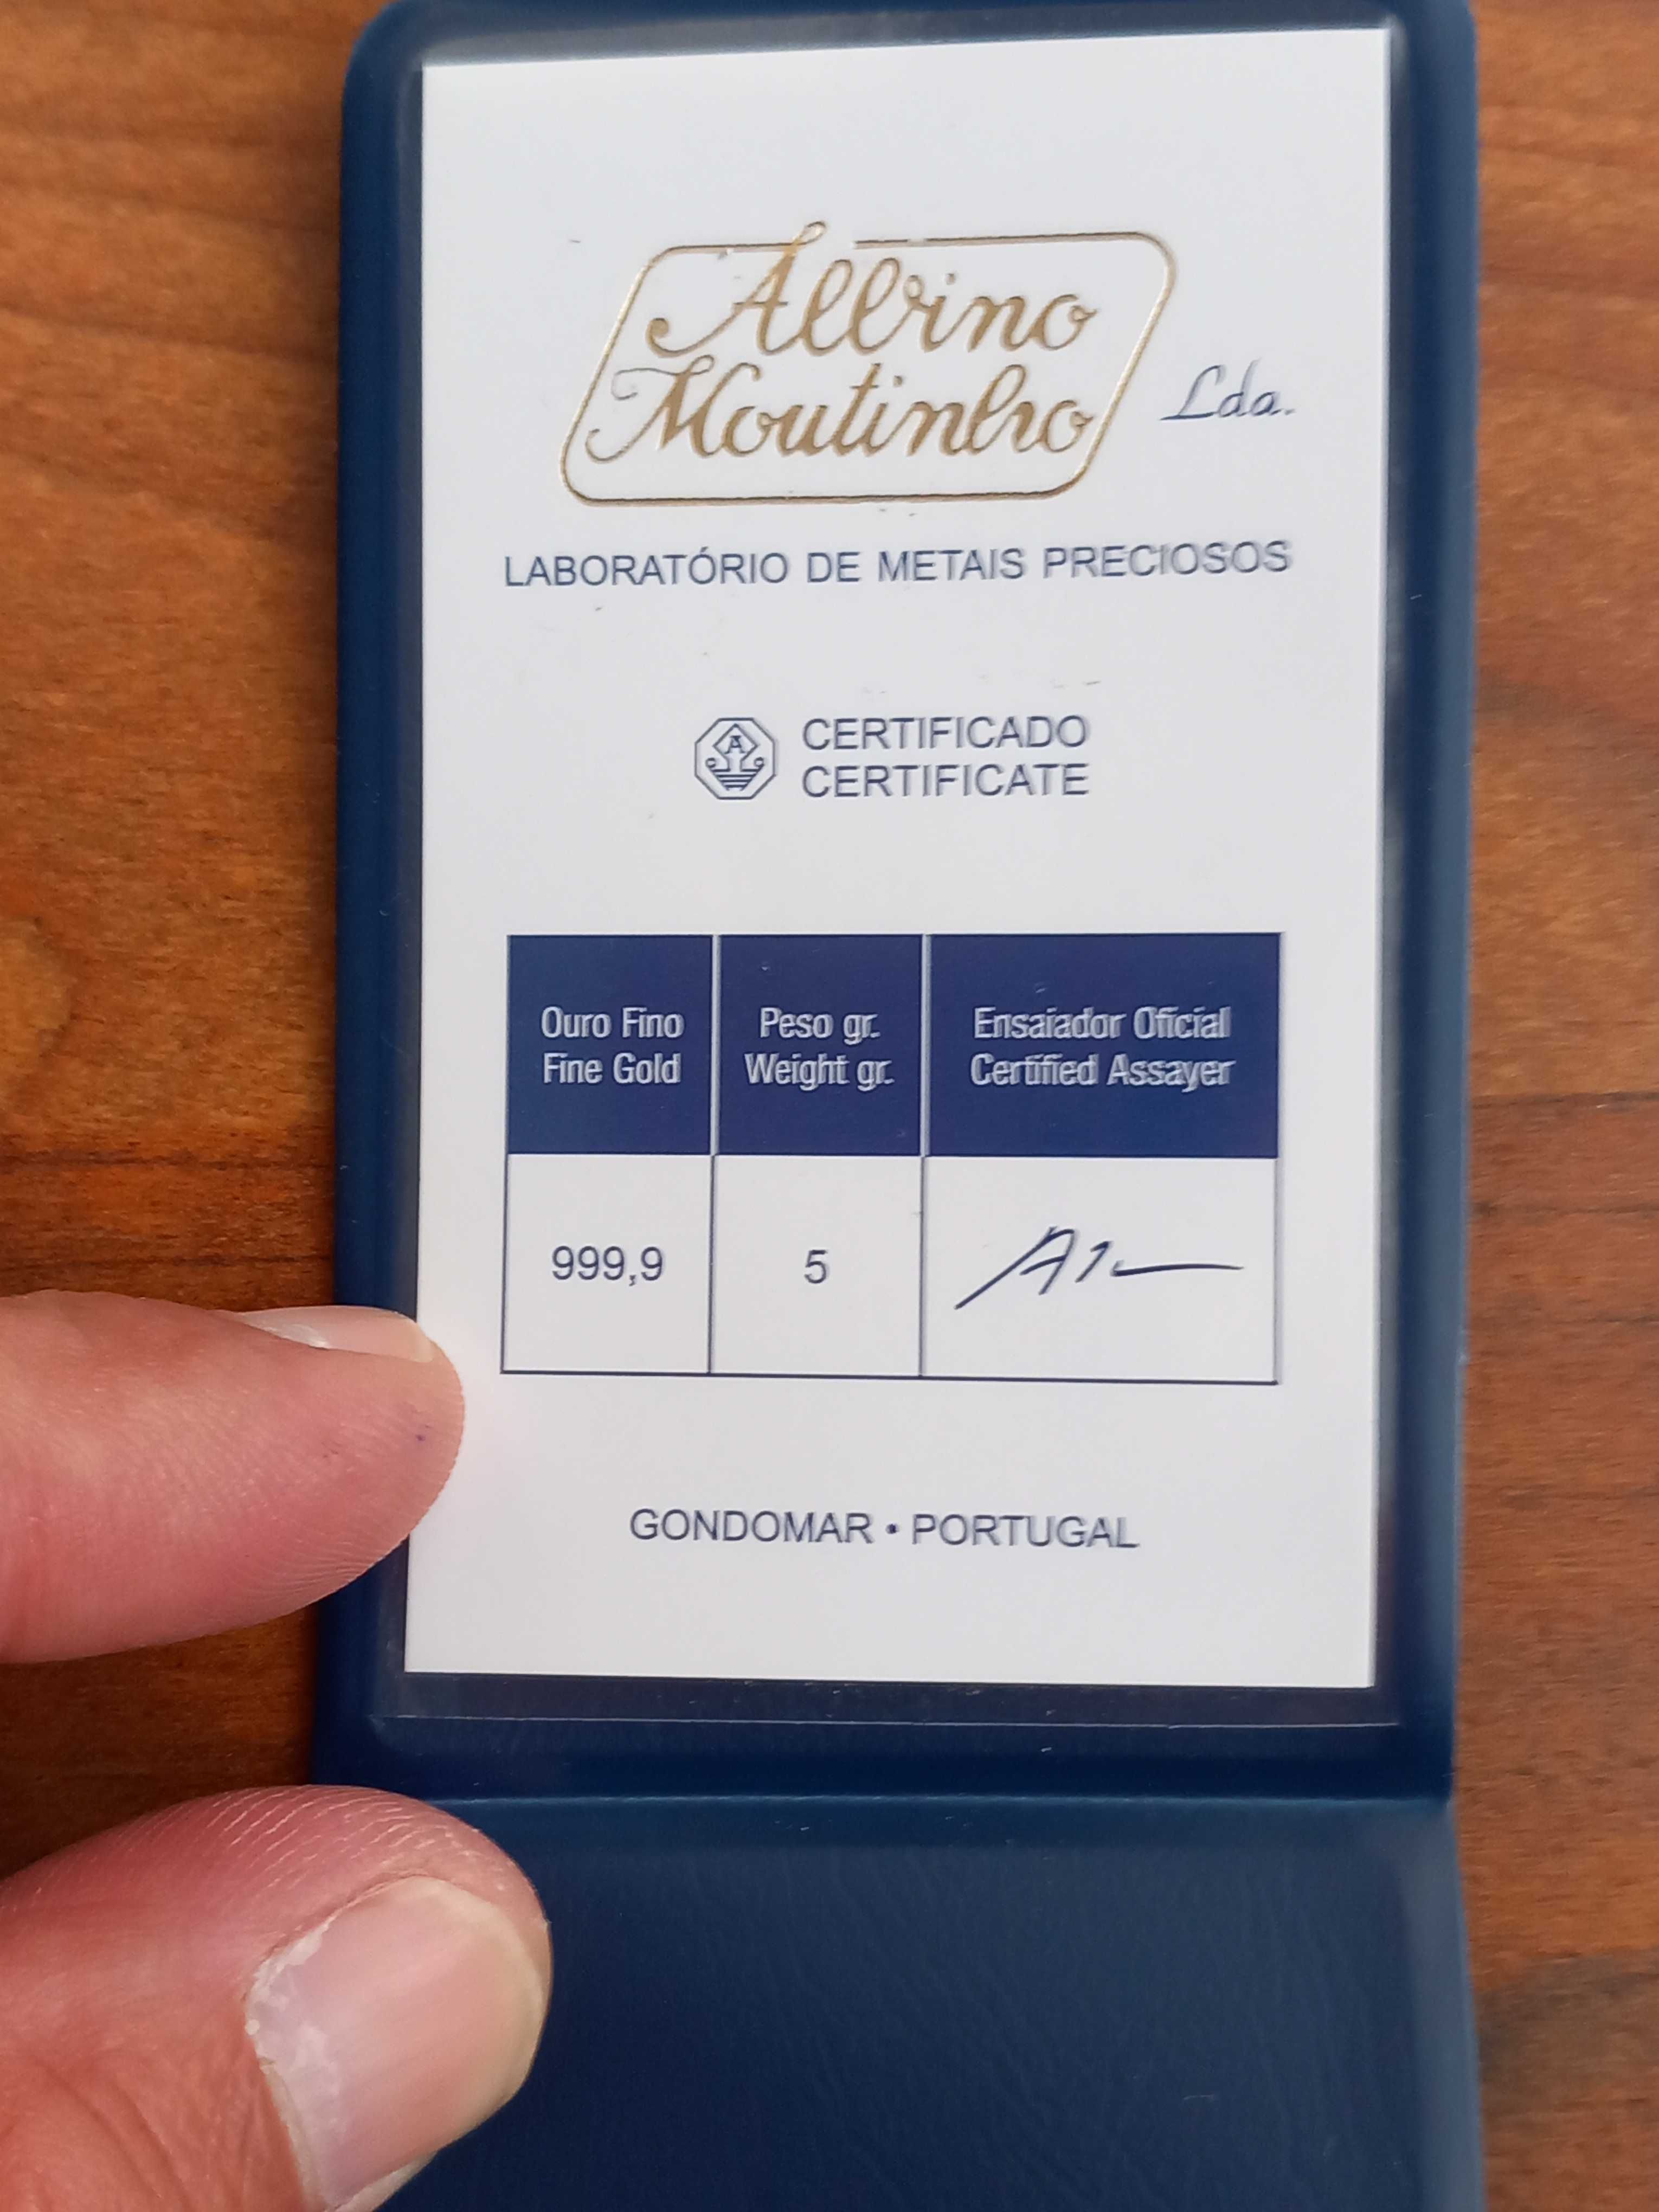 Albino
Moutinho
Lda.
LABORATÓRIO DE METAIS PRECIOSOS
A
CERTIFICADO
CERTIFICATE
Ouro Fino
Fine Gold
Peso gr.
Weight gr.
Ensaiador Oficial
Certified Assayer
999,9
5
GONDOMAR • PORTUGAL